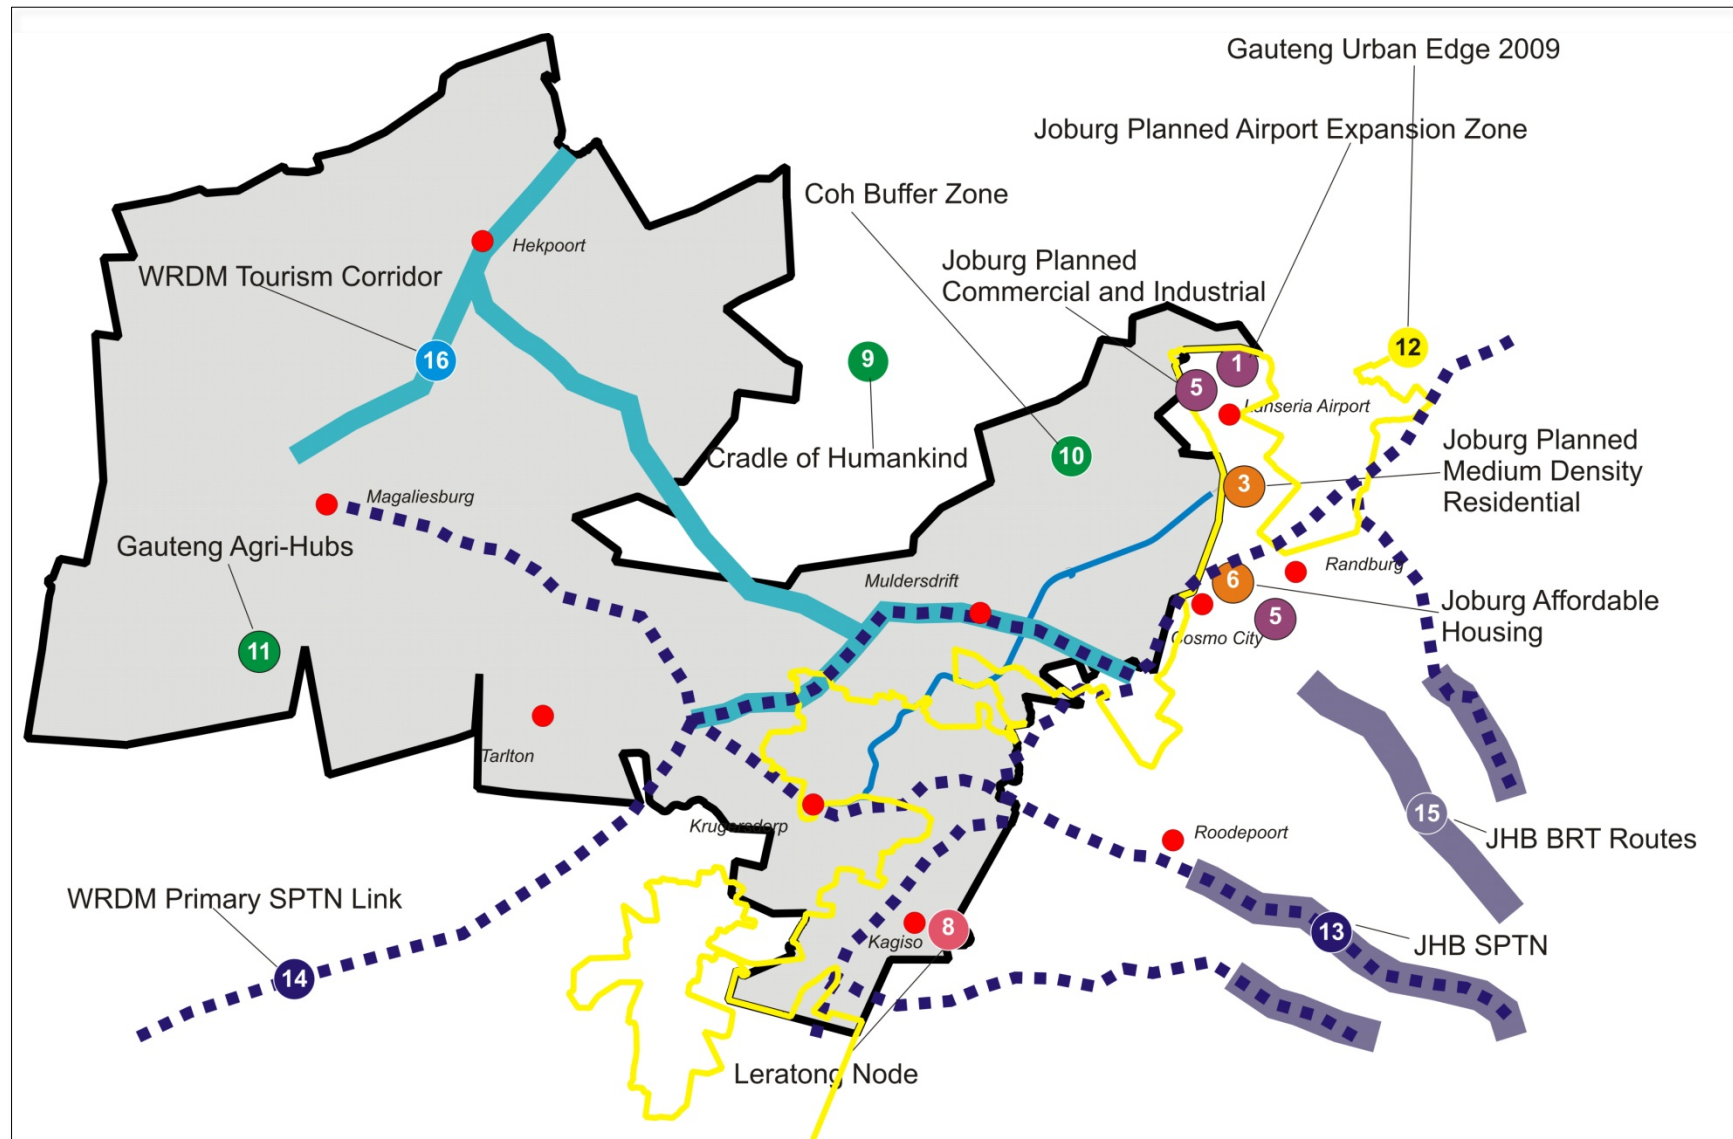 Gauteng Urban Edge 2009
Joburg Planned Airport Expansion Zone
Coh Buffer Zone
Hekpoort
Joburg Planned
Commercial and Industrial
WRDM Tourism Corridor
16
9
12
1
5
Lanseria Airport
Cradle of Humankind
10
Joburg Planned
Medium Density
Residential
3
Magaliesburg
Gauteng Agri-Hubs
Muldersdrift
Randburg
6
Joburg Affordable
Housing
5
Cosmo City
11
Tarlton
15
JHB BRT Routes
Krugersdorp
Roodepoort
WRDM Primary SPTN Link
Kagiso
8
13
JHB SPTN
14
Leratong Node